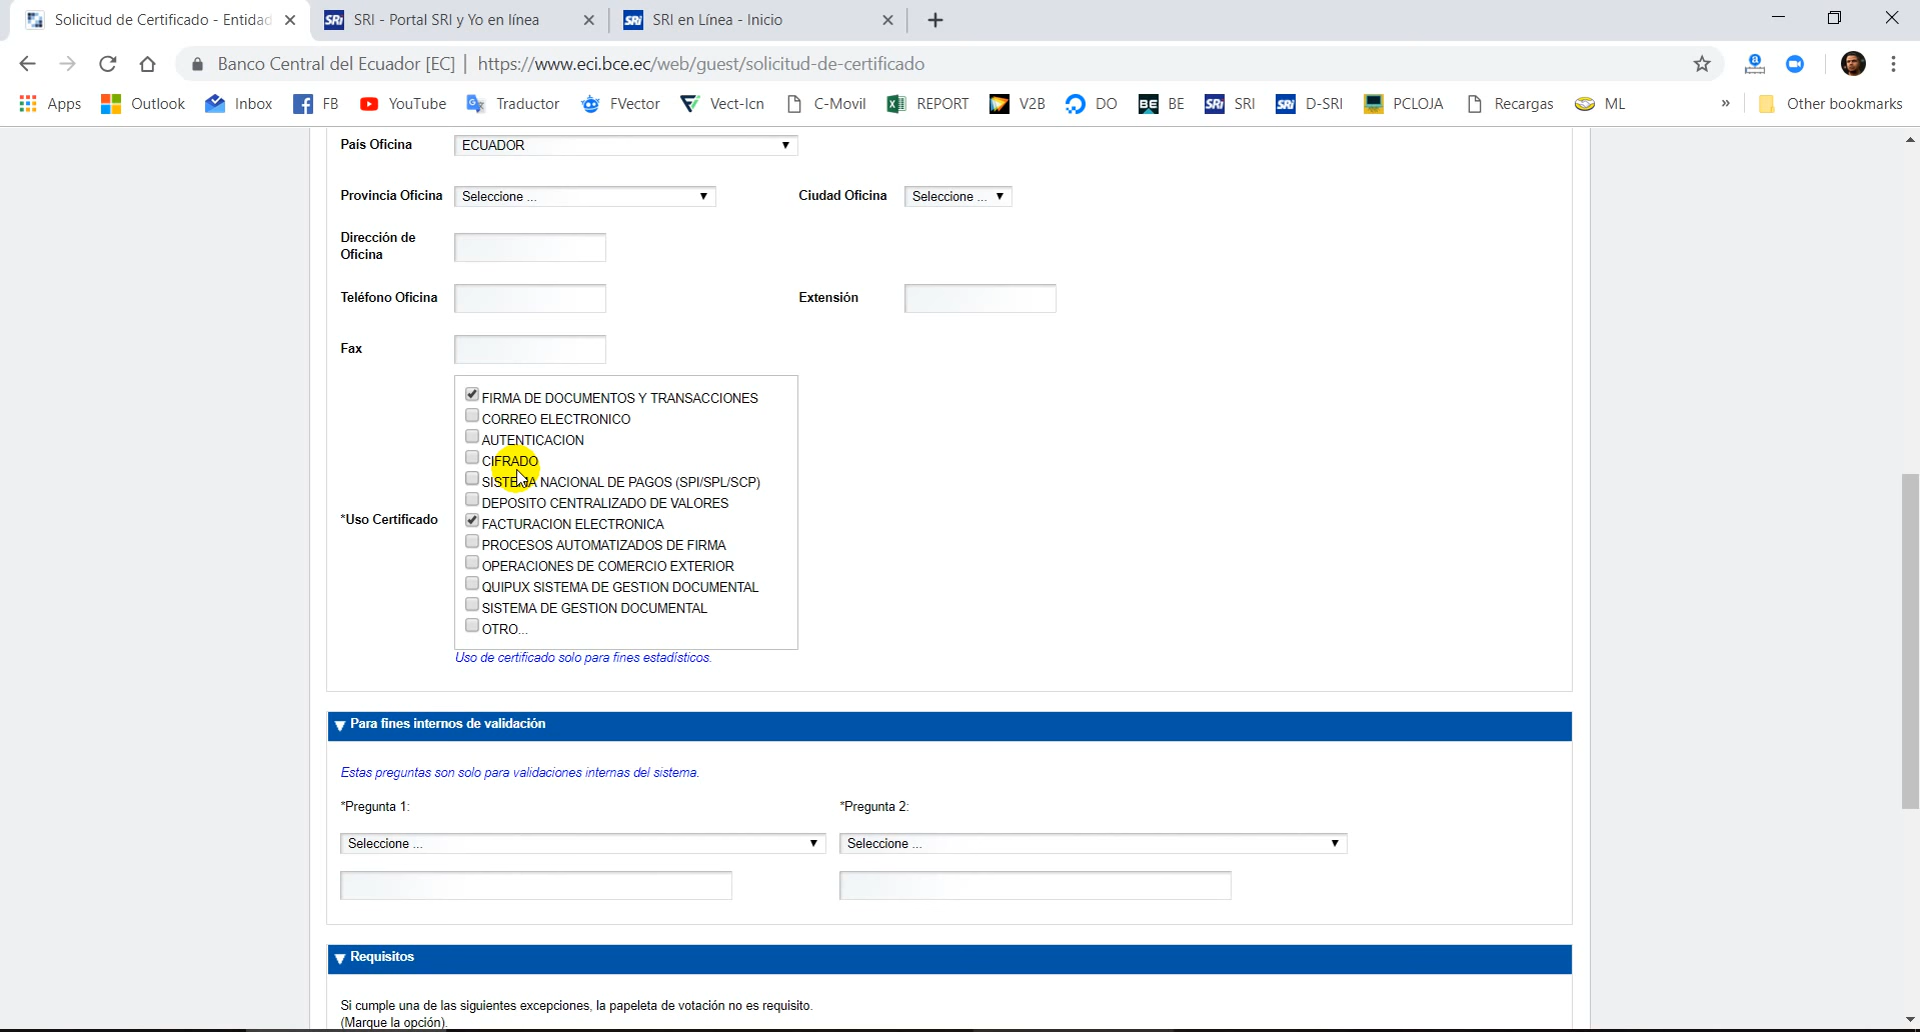 Solicitud de Certificado - Entidad
SRi SRI - Portal SRI y Yo en línea
SRi SRI en Línea - Inicio
Banco Central del Ecuador [EC] | https://www.eci.bce.ec/web/guest/solicitud-de-certificado
Apps Outlook Inbox FB YouTube Traductor FVector Vect-Icn C-Movil REPORT V2B DO BE BE SRi SRI SRi D-SRI PCLOJA Recargas ML » Other bookmarks
País Oficina ECUADOR
Provincia Oficina Seleccione ... Ciudad Oficina Seleccione ...
Dirección de
Oficina
Teléfono Oficina Extensión
Fax
FIRMA DE DOCUMENTOS Y TRANSACCIONES
CORREO ELECTRONICO
AUTENTICACION
CIFRADO
SISTEMA NACIONAL DE PAGOS (SPI/SPL/SCP)
DEPOSITO CENTRALIZADO DE VALORES
*Uso Certificado FACTURACION ELECTRONICA
PROCESOS AUTOMATIZADOS DE FIRMA
OPERACIONES DE COMERCIO EXTERIOR
QUIPUX SISTEMA DE GESTION DOCUMENTAL
SISTEMA DE GESTION DOCUMENTAL
OTRO...
Uso de certificado solo para fines estadísticos.
Para fines internos de validación
Estas preguntas son solo para validaciones internas del sistema.
*Pregunta 1: *Pregunta 2:
Seleccione ... Seleccione ...
Requisitos
Si cumple una de las siguientes excepciones, la papeleta de votación no es requisito.
(Marque la opción).